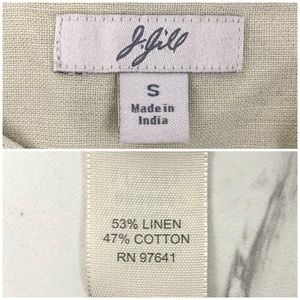 J.Jill
S
Made in
India
53% LINEN
47% COTTON
RN 97641